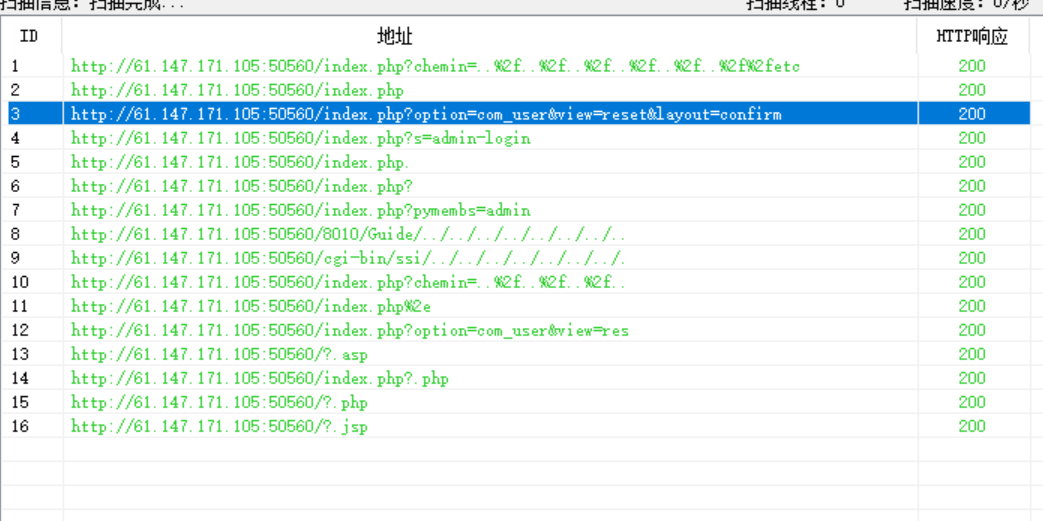 扫描信息: 扫描完成... 扫描线程: 0 扫描速度: 0/秒
ID 地址 HTTP响应
1 http://61.147.171.105:50560/index.php?chemin=..%2f..%2f..%2f..%2f..%2f..%2f%2fetc 200
2 http://61.147.171.105:50560/index.php 200
3 http://61.147.171.105:50560/index.php?option=com_user&view=reset&layout=confirm 200
4 http://61.147.171.105:50560/index.php?s=admin-login 200
5 http://61.147.171.105:50560/index.php. 200
6 http://61.147.171.105:50560/index.php? 200
7 http://61.147.171.105:50560/index.php?pymembs=admin 200
8 http://61.147.171.105:50560/8010/Guide/../../../../../../../.. 200
9 http://61.147.171.105:50560/cgi-bin/ssi/../../../../../../../. 200
10 http://61.147.171.105:50560/index.php?chemin=..%2f..%2f..%2f.. 200
11 http://61.147.171.105:50560/index.php%2e 200
12 http://61.147.171.105:50560/index.php?option=com_user&view=res 200
13 http://61.147.171.105:50560/?.asp 200
14 http://61.147.171.105:50560/index.php?.php 200
15 http://61.147.171.105:50560/?.php 200
16 http://61.147.171.105:50560/?.jsp 200